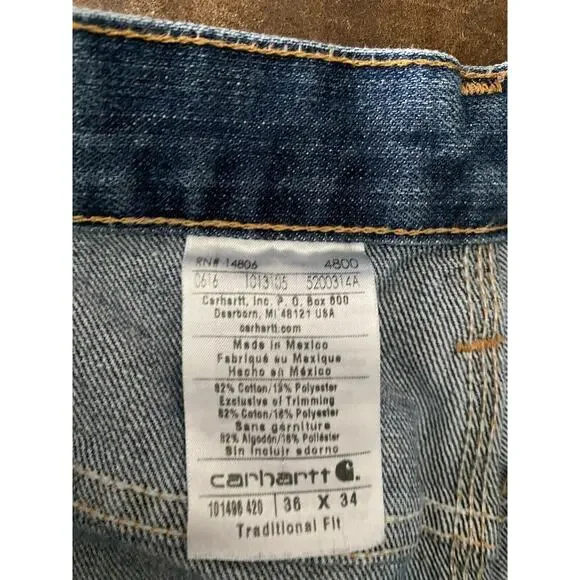 RN# 14806 4800
0616 1013105 5200314A
Carhartt, Inc. P. O. Box 600
Dearborn, MI 48121 USA
carhartt.com
Made in Mexico
Fabriqué au Mexique
Hecho en México
82% Cotton/18% Polyester
Exclusive of Trimming
82% Coton/18% Polyester
Sans garniture
82% Algodón/18% Poliéster
Sin Incluir adorno
carhartt
101496 420 36 X 34
Traditional Fit